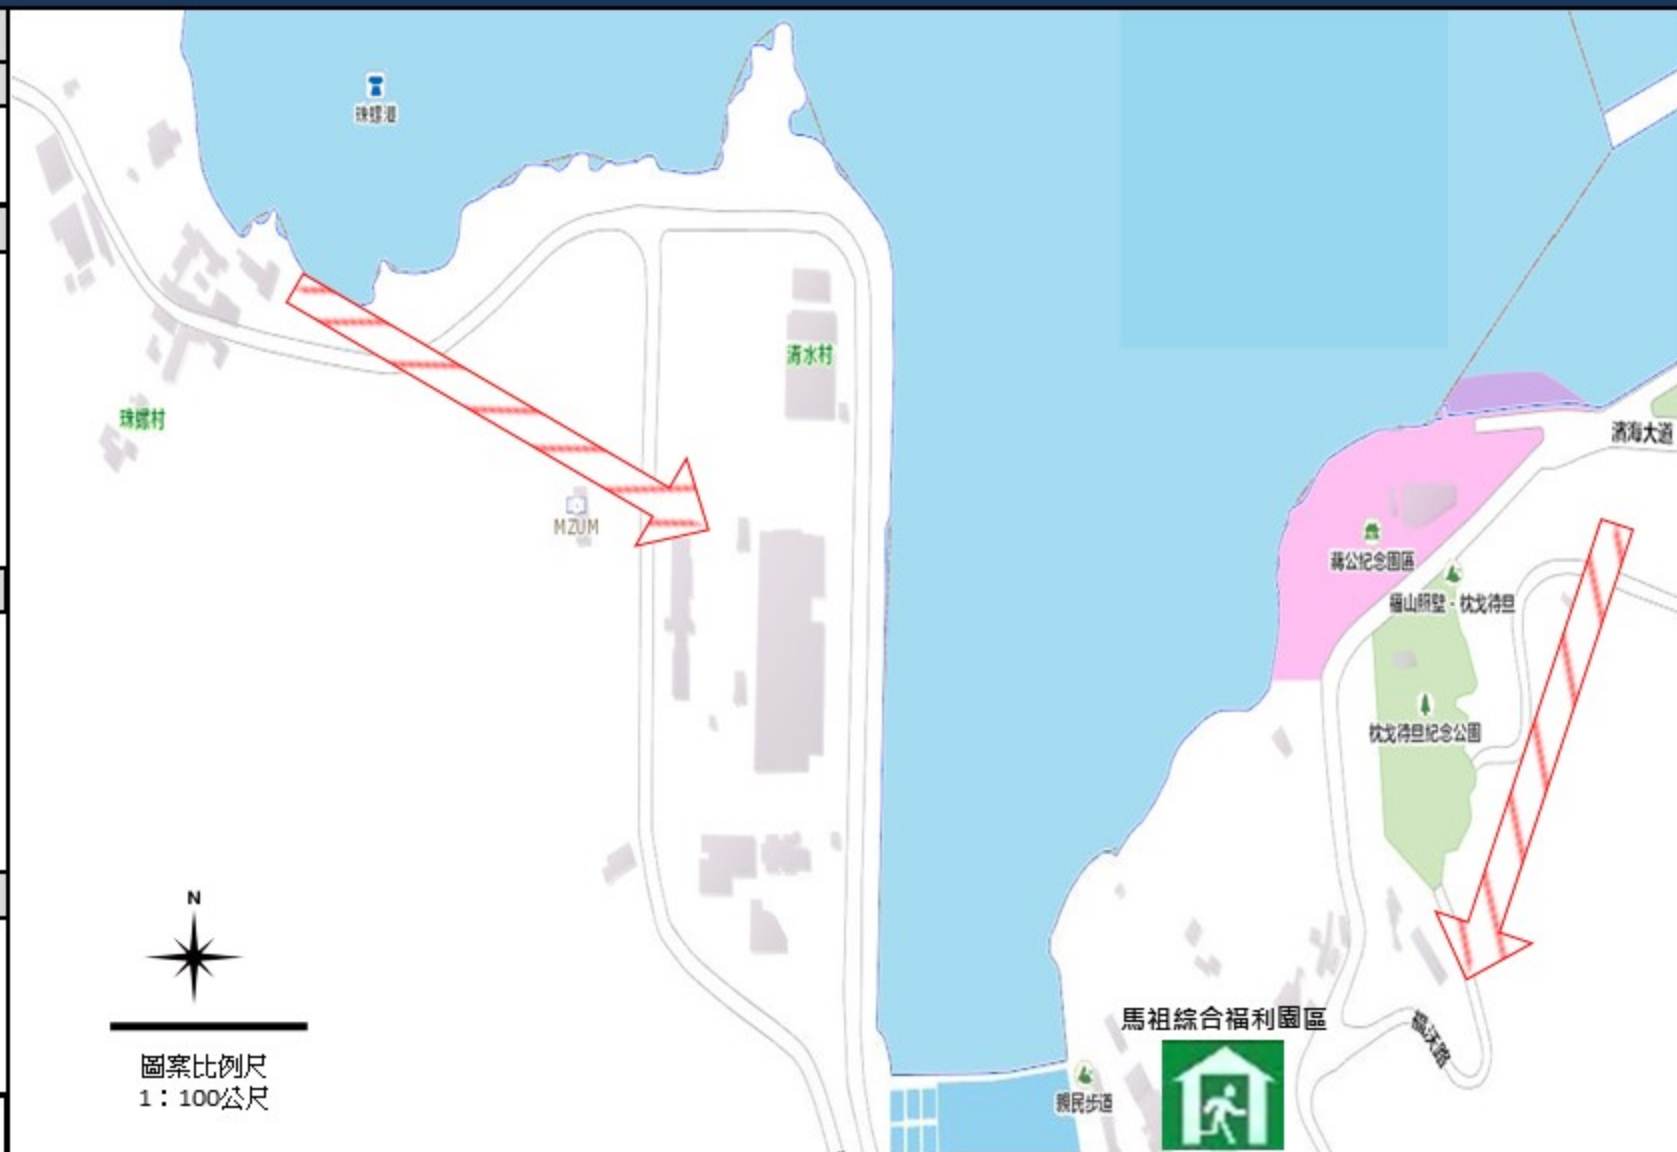 珠螺澳
清水村
珠螺村
濱海大道
MZUM
蔣公紀念園區
福山照壁 - 枕戈待旦
枕戈待旦紀念公園
N
馬祖綜合福利園區
福沃路
圖案比例尺
1：100公尺
親民步道